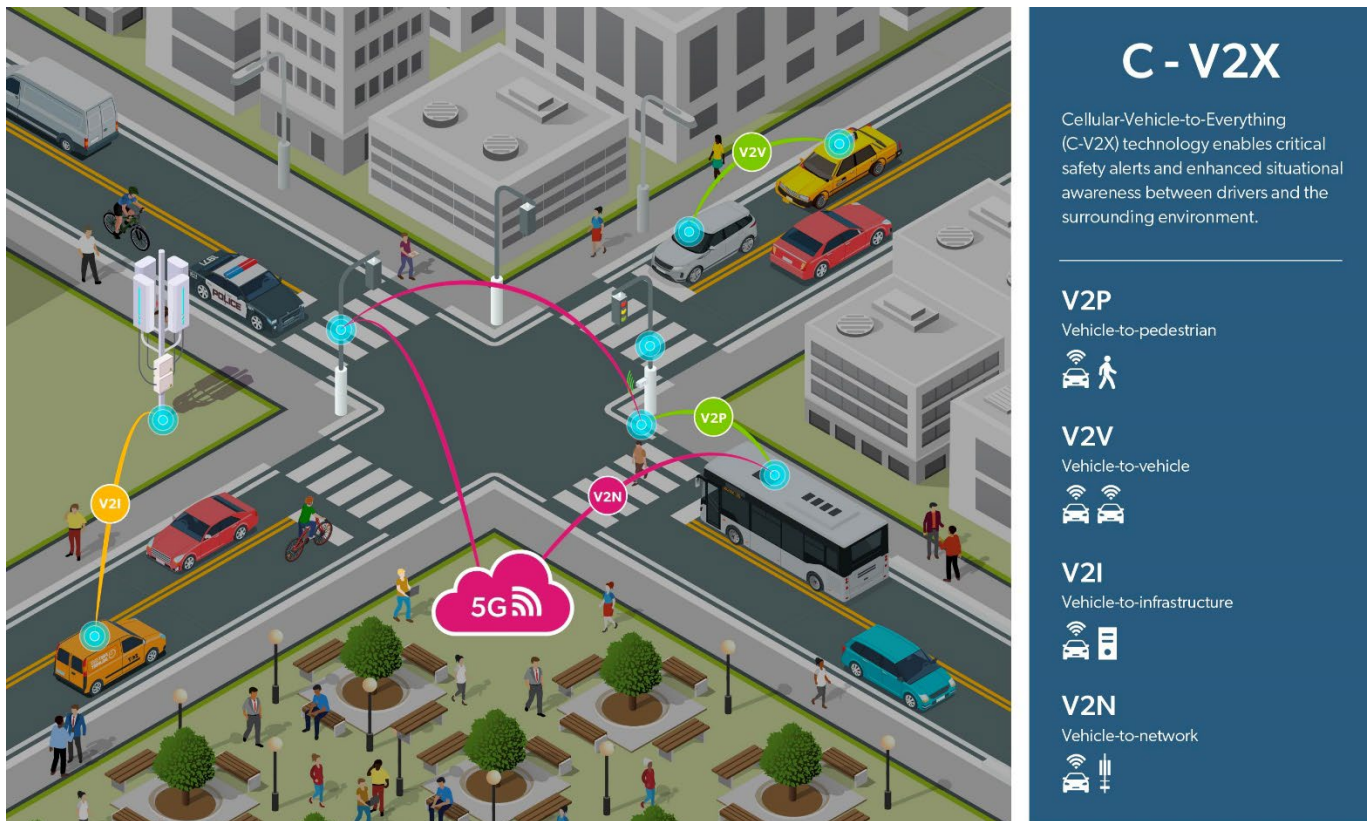 V2V
POLICE
V2P
V2I
V2N
5G
C - V2X
Cellular-Vehicle-to-Everything
(C-V2X) technology enables critical
safety alerts and enhanced situational
awareness between drivers and the
surrounding environment.
V2P
Vehicle-to-pedestrian
V2V
Vehicle-to-vehicle
V2I
Vehicle-to-infrastructure
V2N
Vehicle-to-network